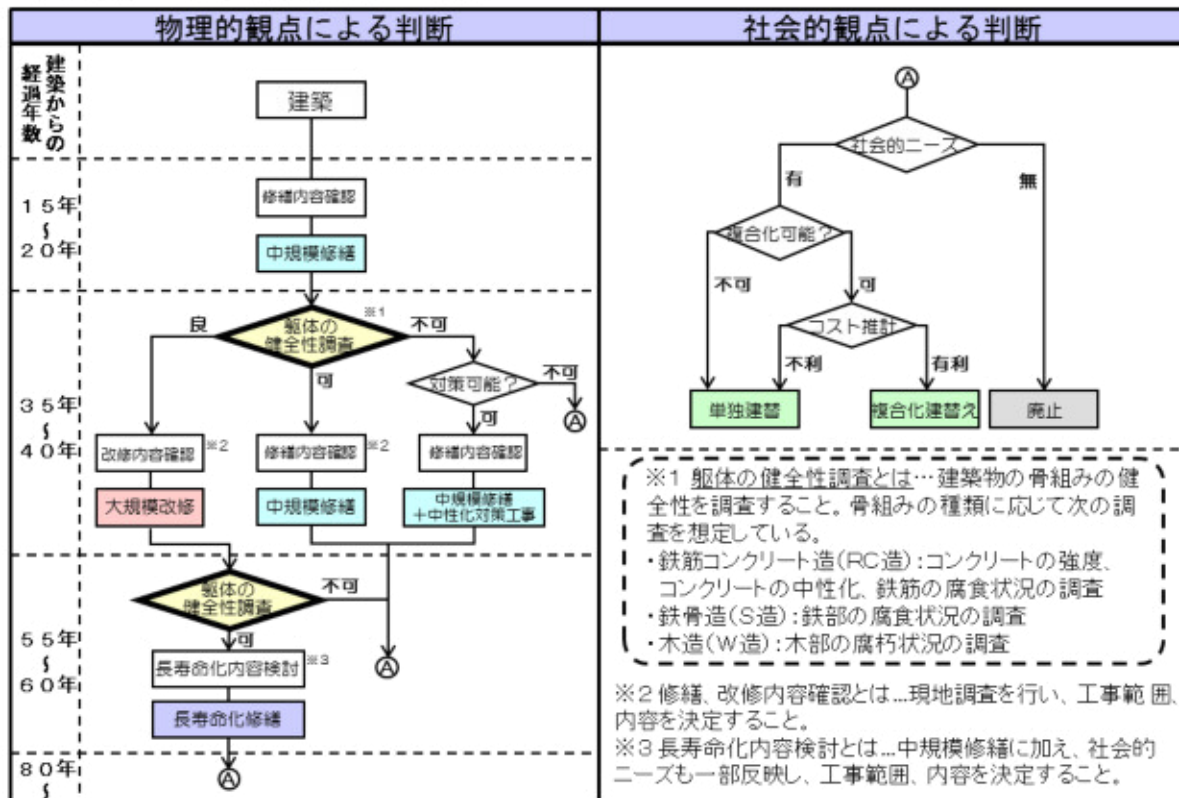 物理的観点による判断
建築からの
経過年数
建築
15年
~
20年
修繕内容確認
中規模修繕
35年
~
40年
躯体の
健全性調査
※1
良
可
不可
対策可能?
不可
可
Ⓐ
改修内容確認
※2
修繕内容確認
※2
修繕内容確認
大規模改修
中規模修繕
中規模修繕
+中性化対策工事
55年
~
60年
躯体の
健全性調査
不可
可
Ⓐ
長寿命化内容検討
※3
長寿命化修繕
80年
~
Ⓐ
社会的観点による判断
Ⓐ
社会的ニーズ
有
無
複合化可能?
不可
可
コスト推計
不利
有利
単独建替
複合化建替え
廃止
※1 躯体の健全性調査とは…建築物の骨組みの健
全性を調査すること。骨組みの種類に応じて次の調
査を想定している。
・鉄筋コンクリート造(RC造):コンクリートの強度、
コンクリートの中性化、鉄筋の腐食状況の調査
・鉄骨造(S造):鉄部の腐食状況の調査
・木造(W造):木部の腐朽状況の調査
※2 修繕、改修内容確認とは…現地調査を行い、工事範囲、
内容を決定すること。
※3 長寿命化内容検討とは…中規模修繕に加え、社会的
ニーズも一部反映し、工事範囲、内容を決定すること。